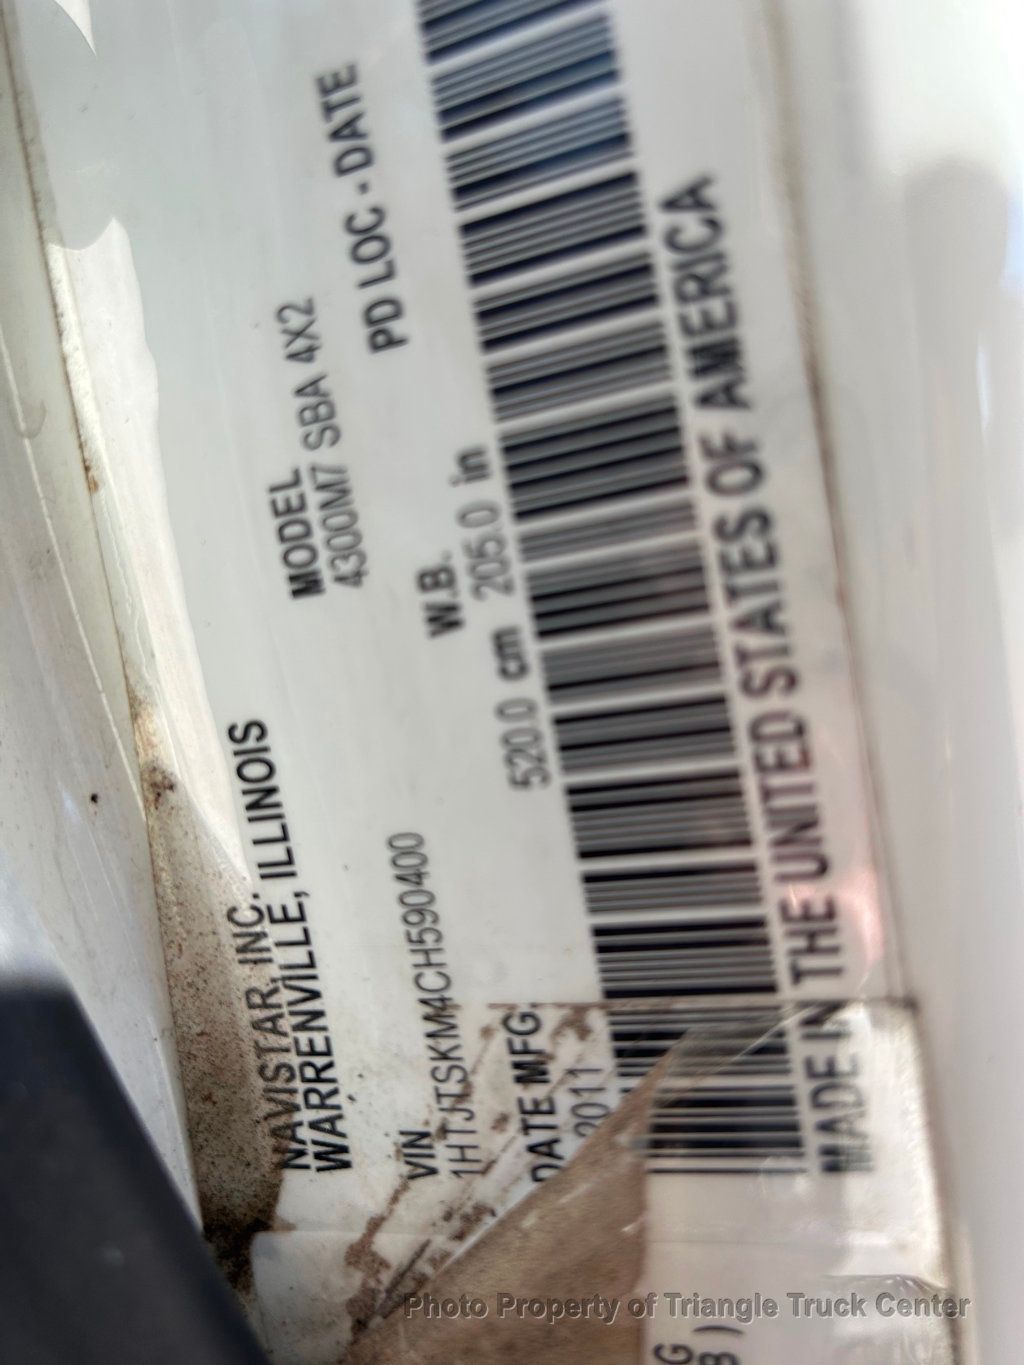 NAVISTAR, INC.
WARRENVILLE, ILLINOIS
MODEL
4300M7 SBA 4X2
PD LOC - DATE
VIN
1HTJTSKM4CH590400
W.B.
520.0 cm 205.0 in
DATE MFG.
2011
MADE IN THE UNITED STATES OF AMERICA
Photo Property of Triangle Truck Center